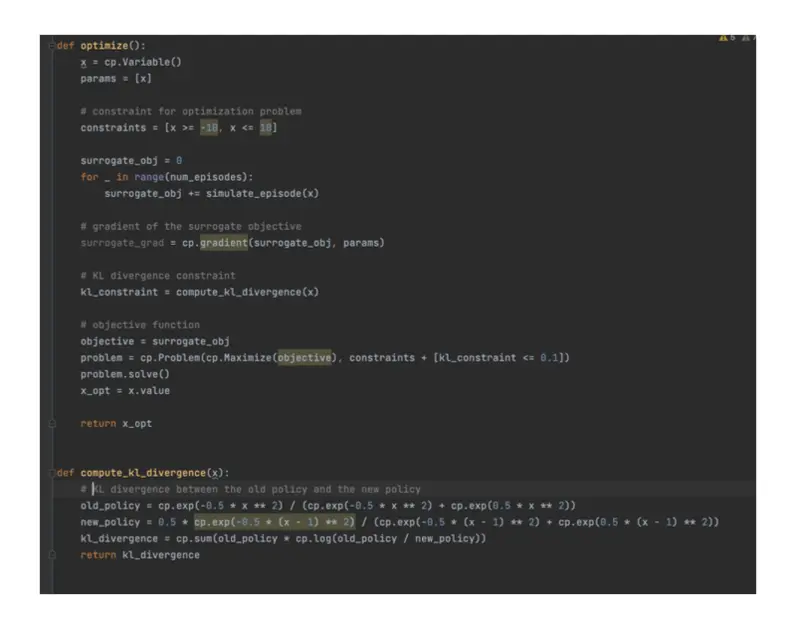 def optimize():
    x = cp.Variable()
    params = [x]
    # constraint for optimization problem
    constraints = [x >= -10, x <= 10]
    surrogate_obj = 0
    for _ in range(num_episodes):
        surrogate_obj += simulate_episode(x)
    # gradient of the surrogate objective
    surrogate_grad = cp.gradient(surrogate_obj, params)
    # KL divergence constraint
    kl_constraint = compute_kl_divergence(x)
    # objective function
    objective = surrogate_obj
    problem = cp.Problem(cp.Maximize(objective), constraints + [kl_constraint <= 0.1])
    problem.solve()
    x_opt = x.value
    return x_opt
def compute_kl_divergence(x):
    # KL divergence between the old policy and the new policy
    old_policy = cp.exp(-0.5 * x ** 2) / (cp.exp(-0.5 * x ** 2) + cp.exp(0.5 * x ** 2))
    new_policy = 0.5 * cp.exp(-0.5 * (x - 1) ** 2) / (cp.exp(-0.5 * (x - 1) ** 2) + cp.exp(0.5 * (x - 1) ** 2))
    kl_divergence = cp.sum(old_policy * cp.log(old_policy / new_policy))
    return kl_divergence